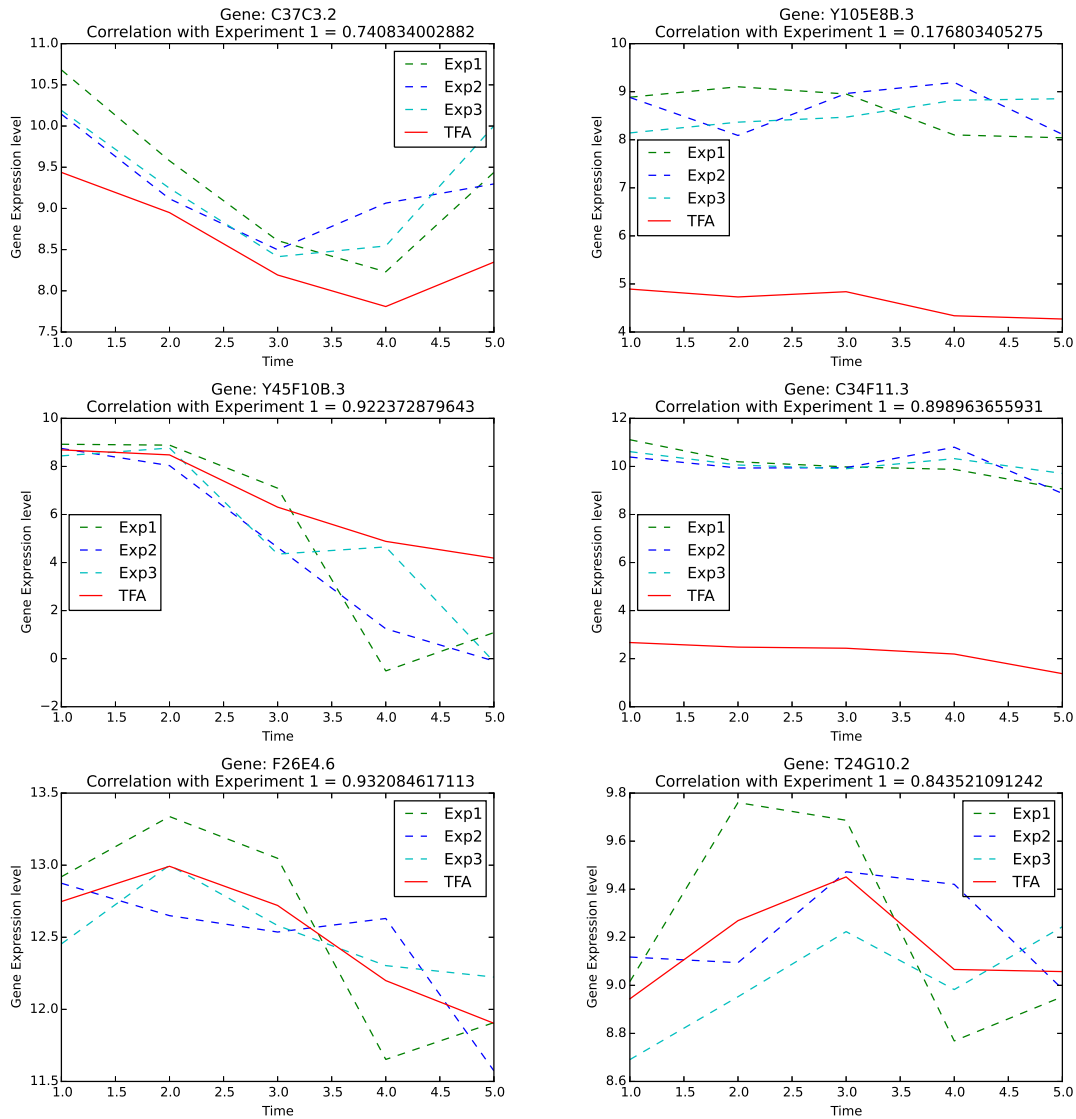 Gene: C37C3.2
Correlation with Experiment 1 = 0.740834002882
11.0
10.5
10.0
9.5
9.0
8.5
8.0
7.5
Gene Expression level
Exp1
Exp2
Exp3
TFA
1.0 1.5 2.0 2.5 3.0 3.5 4.0 4.5 5.0
Time
Gene: Y105E8B.3
Correlation with Experiment 1 = 0.176803405275
10
9
8
7
6
5
4
Gene Expression level
Exp1
Exp2
Exp3
TFA
1.0 1.5 2.0 2.5 3.0 3.5 4.0 4.5 5.0
Time
Gene: Y45F10B.3
Correlation with Experiment 1 = 0.922372879643
10
8
6
4
2
0
−2
Gene Expression level
Exp1
Exp2
Exp3
TFA
1.0 1.5 2.0 2.5 3.0 3.5 4.0 4.5 5.0
Time
Gene: C34F11.3
Correlation with Experiment 1 = 0.898963655931
12
10
8
6
4
2
0
Gene Expression level
Exp1
Exp2
Exp3
TFA
1.0 1.5 2.0 2.5 3.0 3.5 4.0 4.5 5.0
Time
Gene: F26E4.6
Correlation with Experiment 1 = 0.932084617113
13.5
13.0
12.5
12.0
11.5
Gene Expression level
Exp1
Exp2
Exp3
TFA
1.0 1.5 2.0 2.5 3.0 3.5 4.0 4.5 5.0
Time
Gene: T24G10.2
Correlation with Experiment 1 = 0.843521091242
9.8
9.6
9.4
9.2
9.0
8.8
8.6
Gene Expression level
Exp1
Exp2
Exp3
TFA
1.0 1.5 2.0 2.5 3.0 3.5 4.0 4.5 5.0
Time